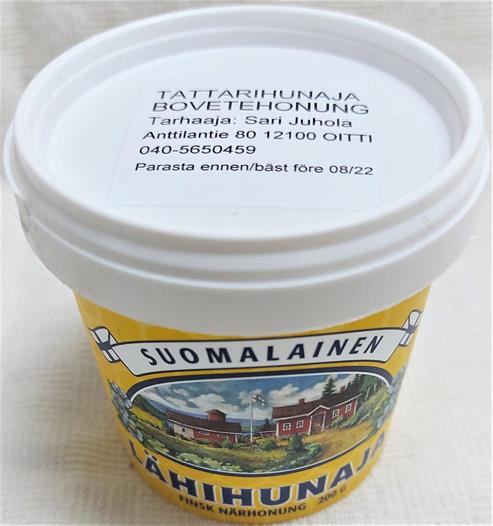 TATTARIHUNAJA
BOVETEHONUNG
Tarhaaja: Sari Juhola
Anttilantie 80 12100 OITTI
040-5650459
Parasta ennen/bäst före 08/22
SUOMALAINEN
LÄHIHUNAJA
FINSK NÄRHONUNG 200 G